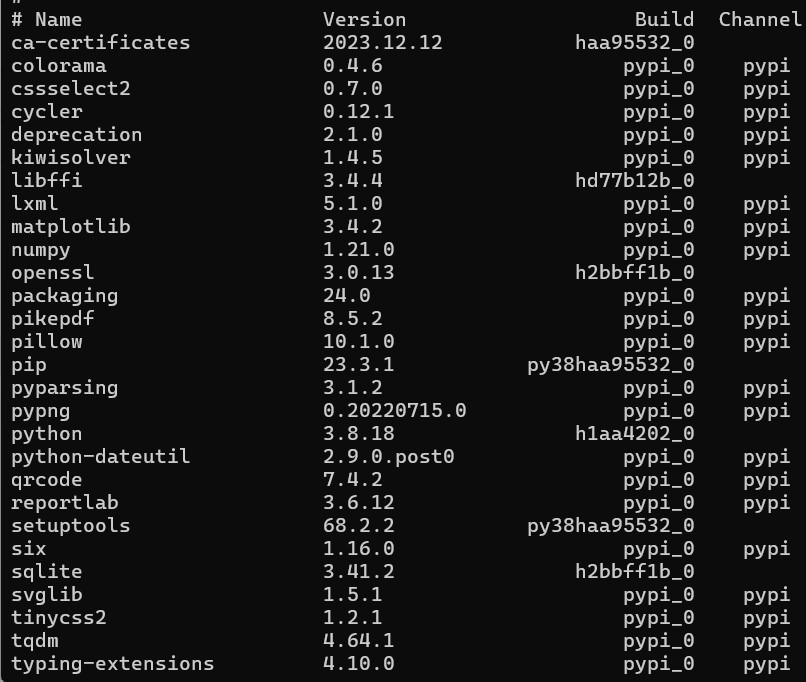 #
# Name Version Build Channel
ca-certificates 2023.12.12 haa95532_0
colorama 0.4.6 pypi_0 pypi
cssselect2 0.7.0 pypi_0 pypi
cycler 0.12.1 pypi_0 pypi
deprecation 2.1.0 pypi_0 pypi
kiwisolver 1.4.5 pypi_0 pypi
libffi 3.4.4 hd77b12b_0
lxml 5.1.0 pypi_0 pypi
matplotlib 3.4.2 pypi_0 pypi
numpy 1.21.0 pypi_0 pypi
openssl 3.0.13 h2bbff1b_0
packaging 24.0 pypi_0 pypi
pikepdf 8.5.2 pypi_0 pypi
pillow 10.1.0 pypi_0 pypi
pip 23.3.1 py38haa95532_0
pyparsing 3.1.2 pypi_0 pypi
pypng 0.20220715.0 pypi_0 pypi
python 3.8.18 h1aa4202_0
python-dateutil 2.9.0.post0 pypi_0 pypi
qrcode 7.4.2 pypi_0 pypi
reportlab 3.6.12 pypi_0 pypi
setuptools 68.2.2 py38haa95532_0
six 1.16.0 pypi_0 pypi
sqlite 3.41.2 h2bbff1b_0
svglib 1.5.1 pypi_0 pypi
tinycss2 1.2.1 pypi_0 pypi
tqdm 4.64.1 pypi_0 pypi
typing-extensions 4.10.0 pypi_0 pypi